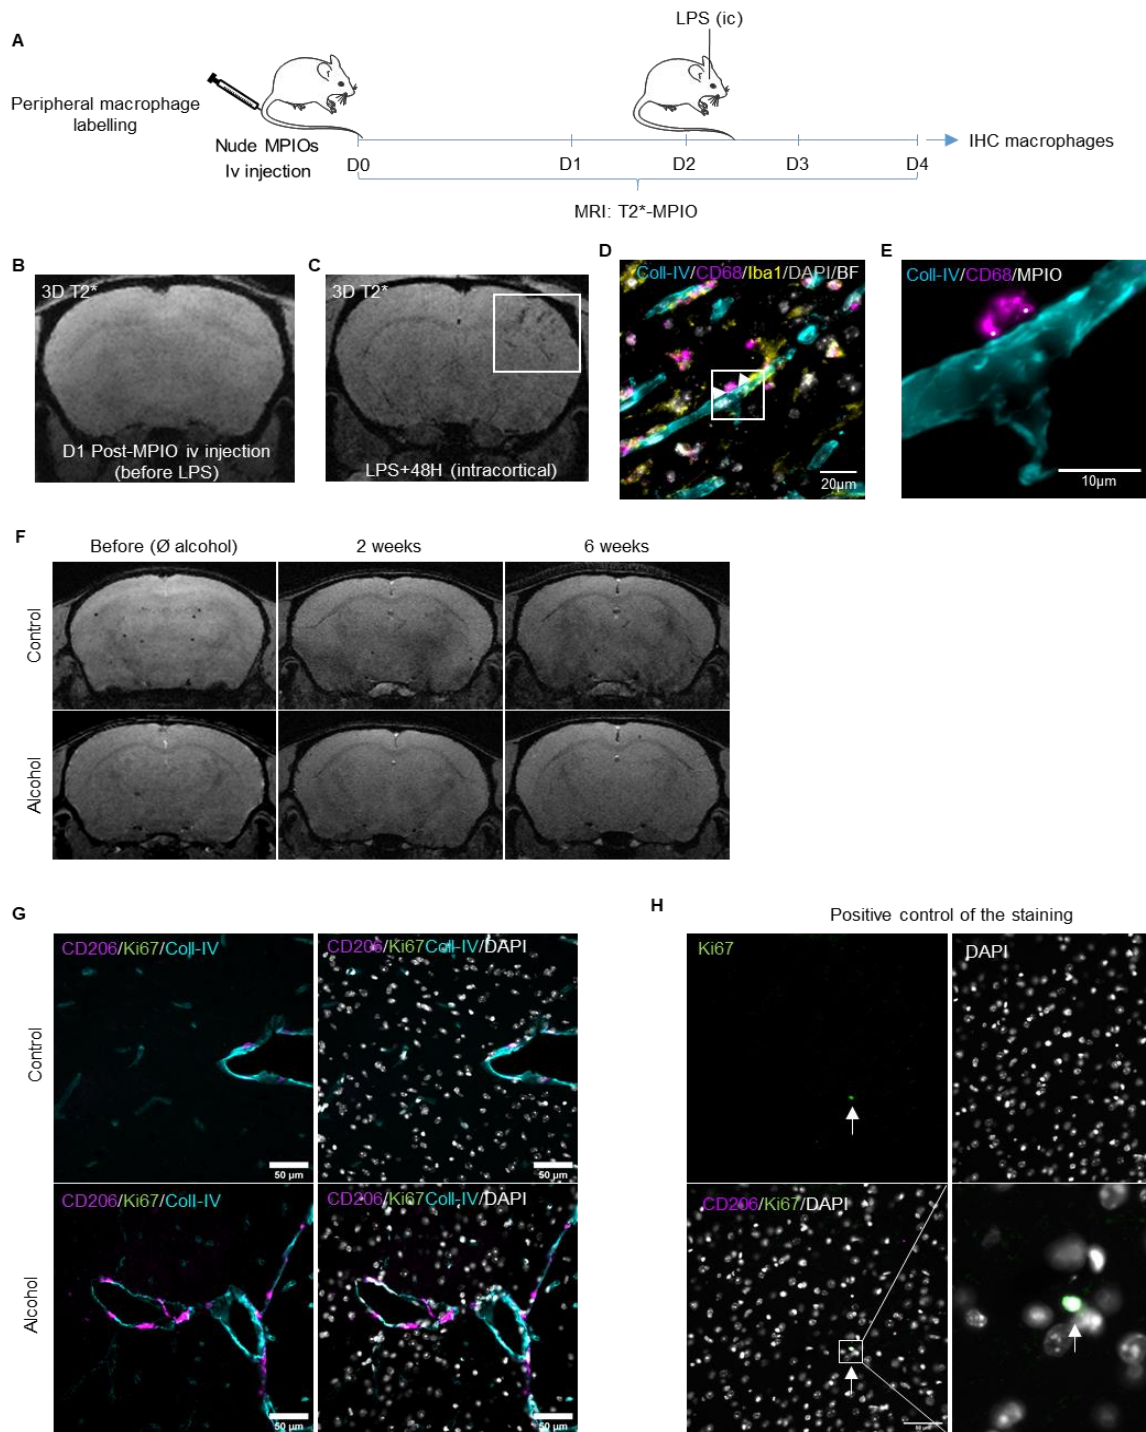 A
LPS (ic)
Peripheral macrophage
labelling
Nude MPIOs
Iv injection
D0
D1
D2
D3
D4
IHC macrophages
MRI: T2*-MPIO
B
3D T2*
D1 Post-MPIO iv injection
(before LPS)
C
3D T2*
LPS+48H (intracortical)
D
Coll-IV/CD68/Iba1/DAPI/BF
20µm
E
Coll-IV/CD68/MPIO
10µm
F
Before (Ø alcohol)
2 weeks
6 weeks
Control
Alcohol
G
CD206/Ki67/Coll-IV
CD206/Ki67Coll-IV/DAPI
Control
50 µm
50 µm
CD206/Ki67/Coll-IV
CD206/Ki67Coll-IV/DAPI
Alcohol
50 µm
50 µm
H
Positive control of the staining
Ki67
DAPI
CD206/Ki67/DAPI
50 µm